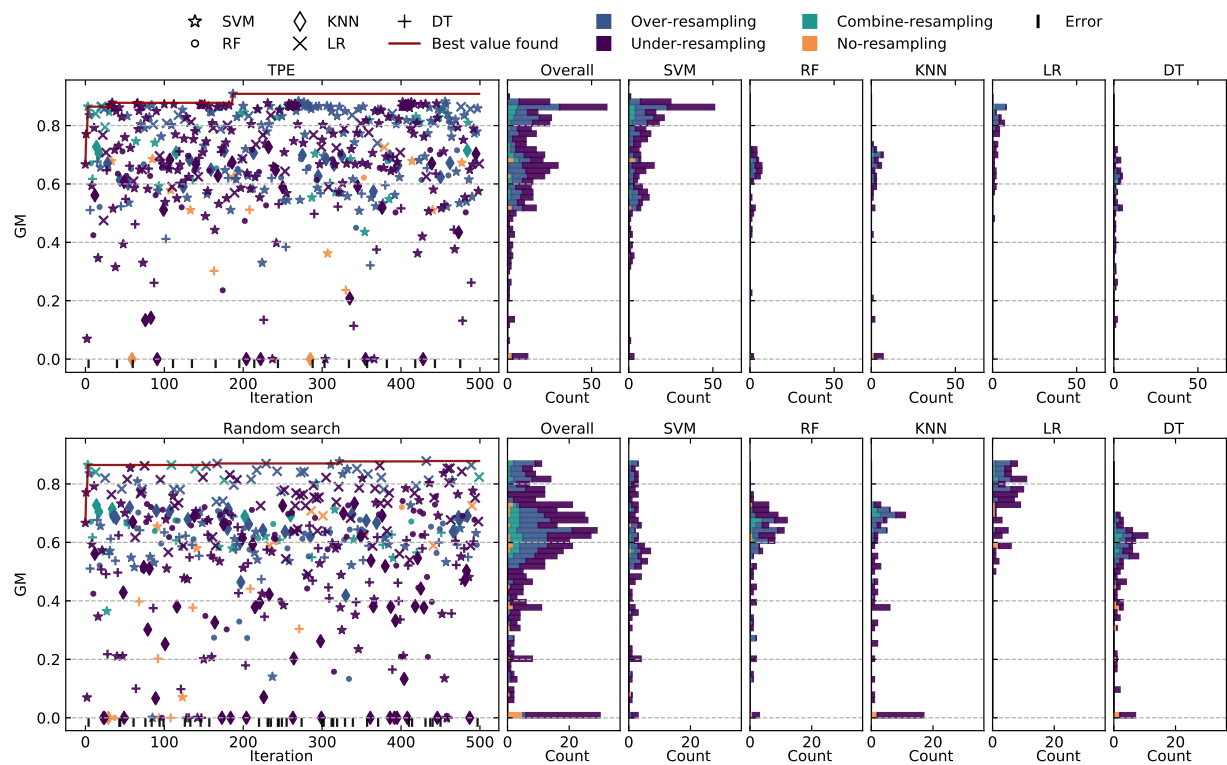 SVM KNN DT Over-resampling Combine-resampling Error
RF LR Best value found Under-resampling No-resampling
TPE Overall SVM RF KNN LR DT
0.8
0.6
0.4
0.2
0.0
GM
0 100 200 300 400 500 0 50 0 50 0 50 0 50 0 50 0 50
Iteration Count Count Count Count Count Count
Random search Overall SVM RF KNN LR DT
0.8
0.6
0.4
0.2
0.0
GM
0 100 200 300 400 500 0 20 0 20 0 20 0 20 0 20 0 20
Iteration Count Count Count Count Count Count